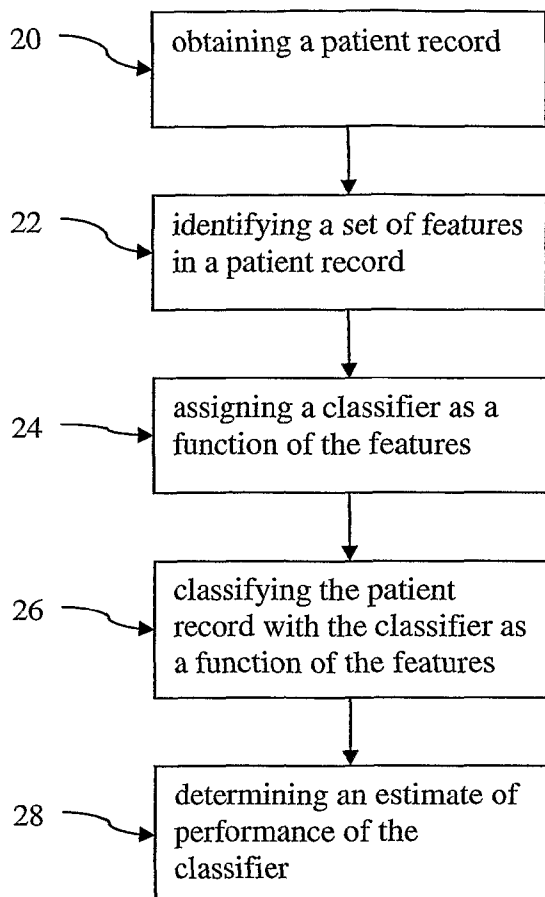 20
obtaining a patient record
22
identifying a set of features
in a patient record
24
assigning a classifier as a
function of the features
26
classifying the patient
record with the classifier as
a function of the features
28
determining an estimate of
performance of the
classifier